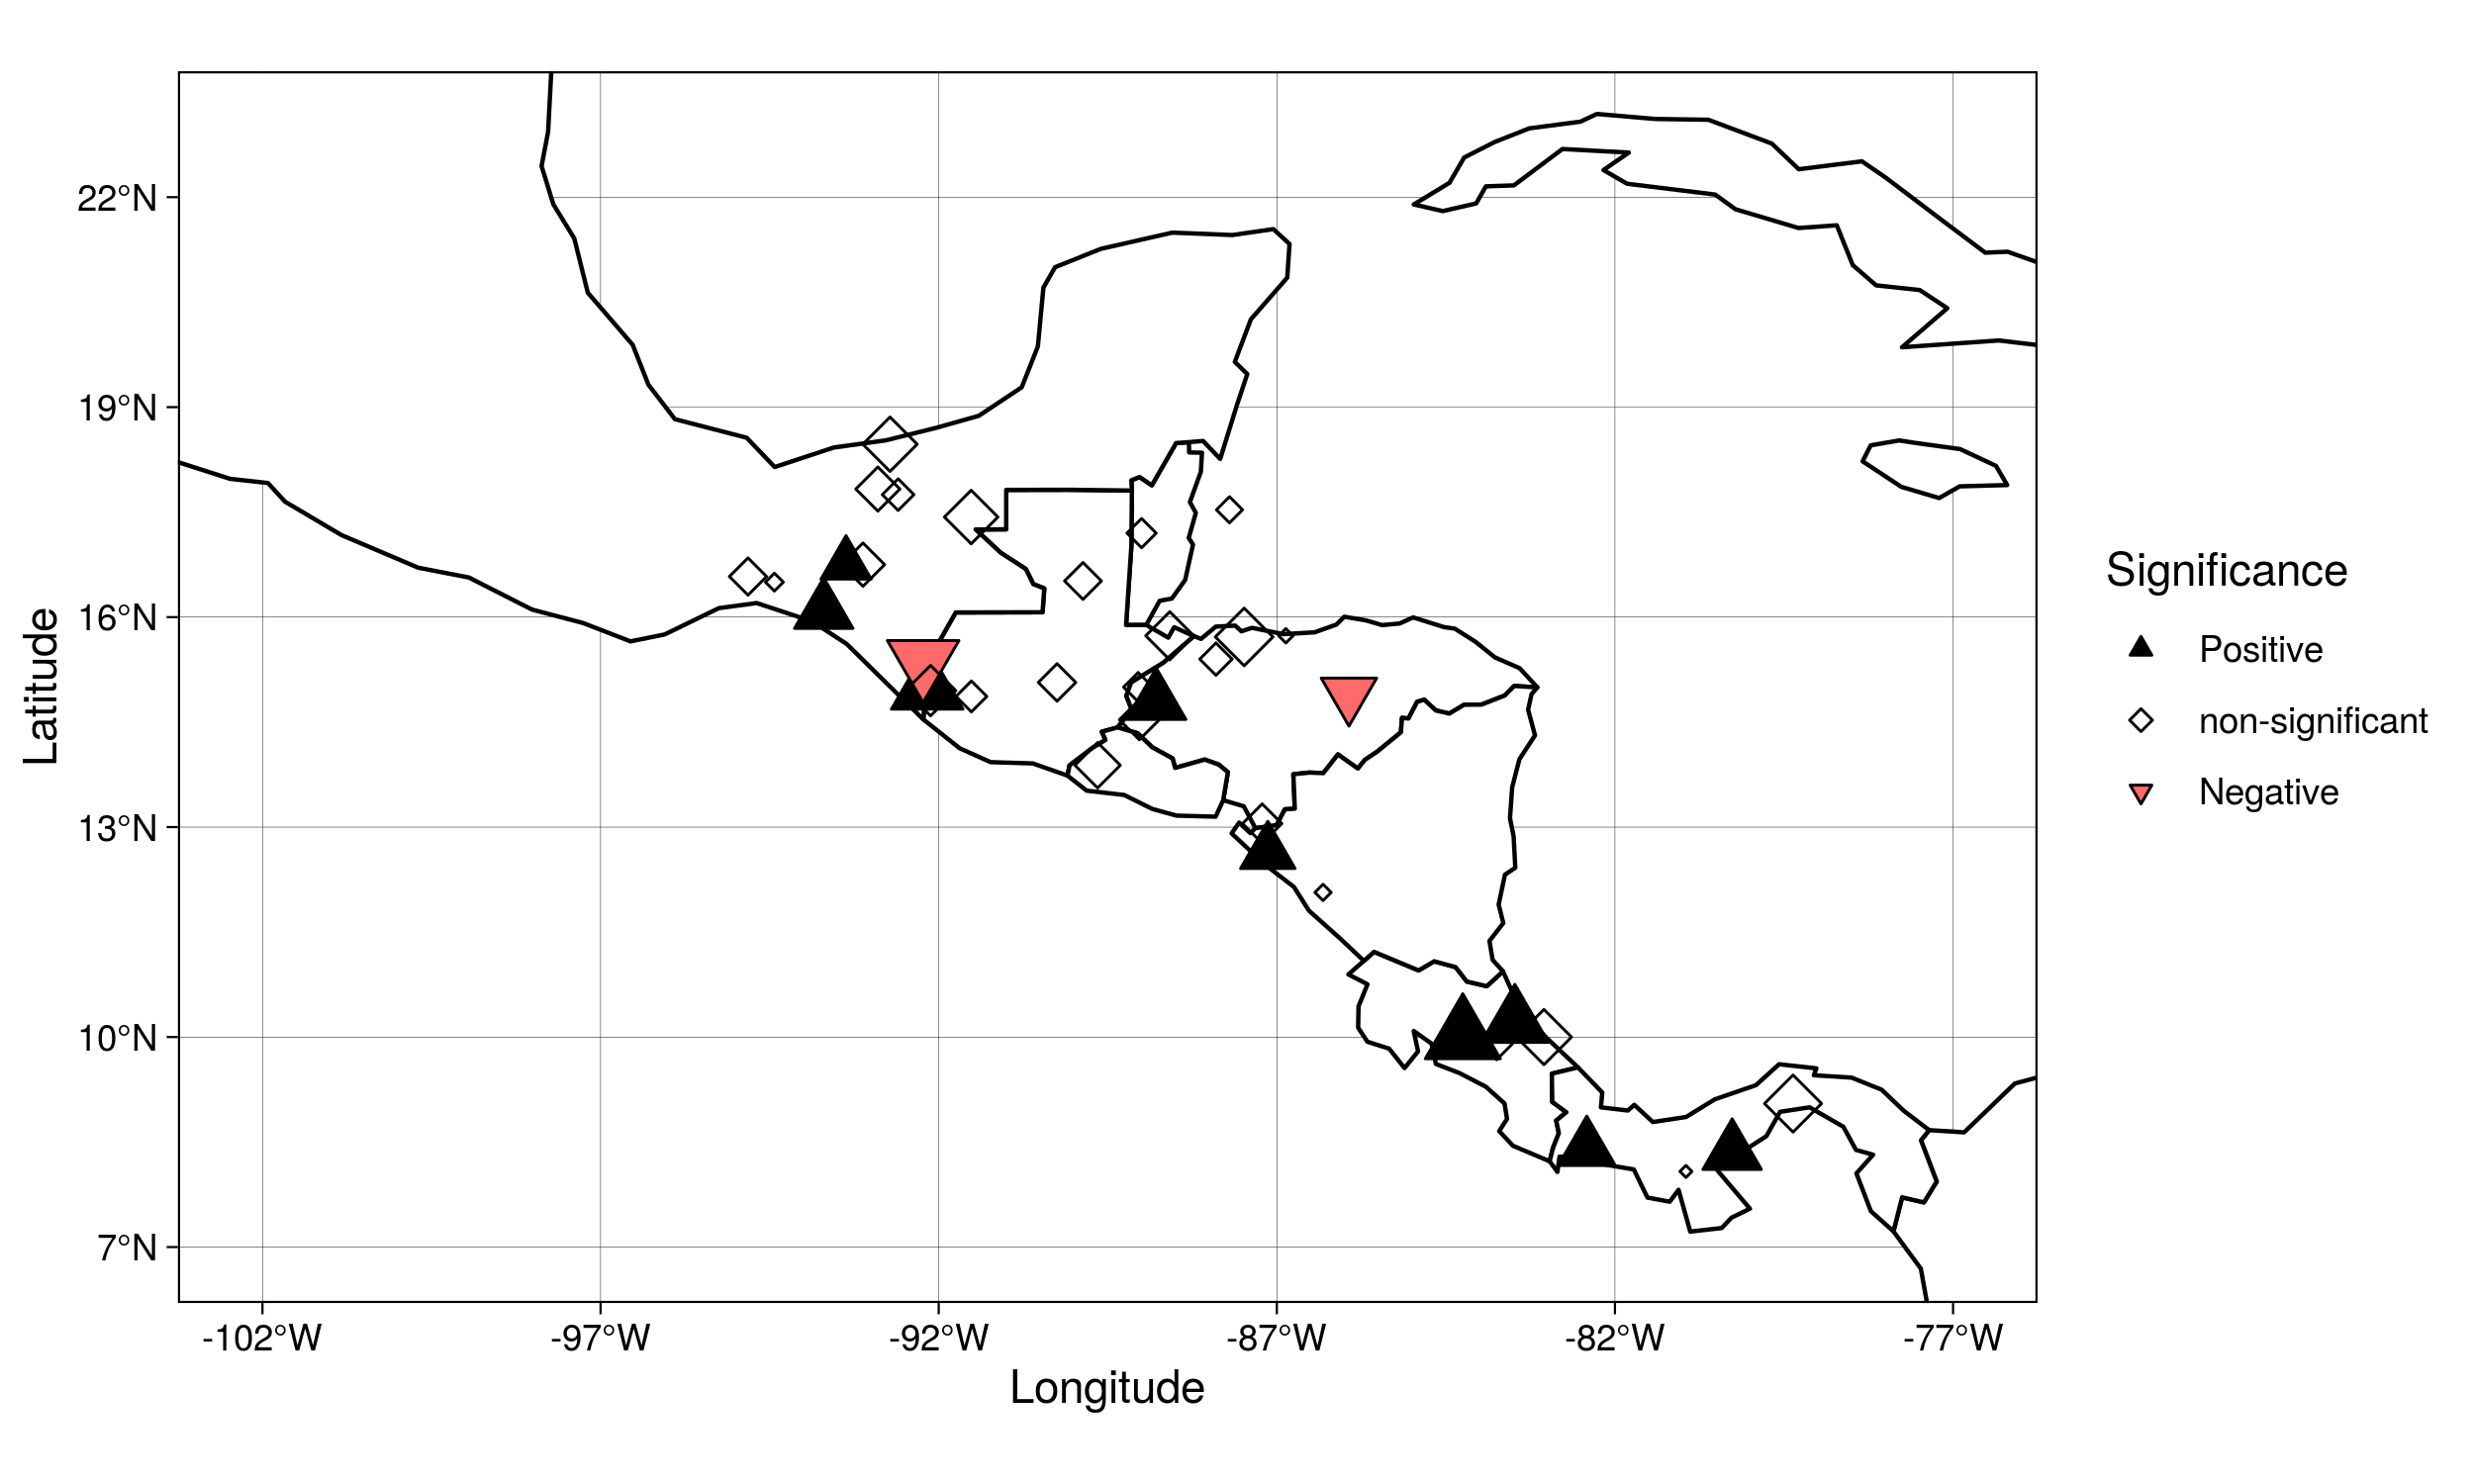 22°N
19°N
16°N
13°N
10°N
7°N
Latitude
-102°W
-97°W
-92°W
-87°W
-82°W
-77°W
Longitude
Significance
Positive
non-significant
Negative